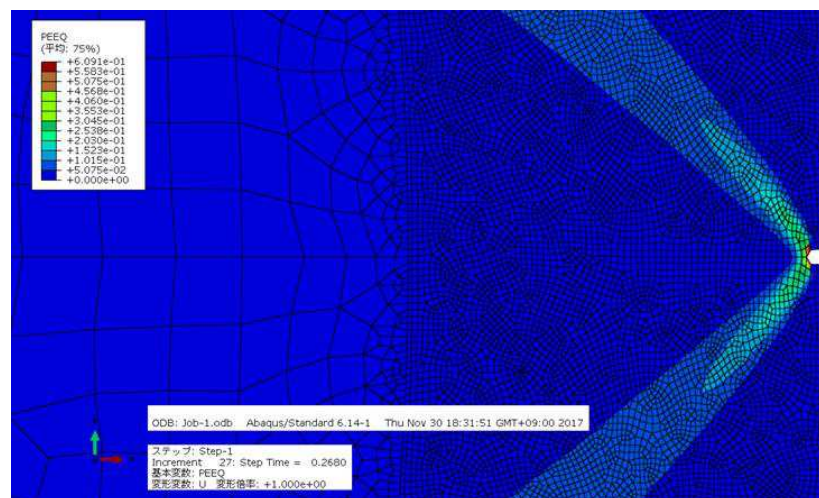 PEEQ
(平均: 75%)
+6.091e-01
+5.583e-01
+5.075e-01
+4.568e-01
+4.060e-01
+3.553e-01
+3.045e-01
+2.538e-01
+2.030e-01
+1.523e-01
+1.015e-01
+5.075e-02
+0.000e+00
ODB: Job-1.odb Abaqus/Standard 6.14-1 Thu Nov 30 18:31:51 GMT+09:00 2017
ステップ: Step-1
Increment 27: Step Time = 0.2680
基本変数: PEEQ
変形変数: U 変形倍率: +1.000e+00